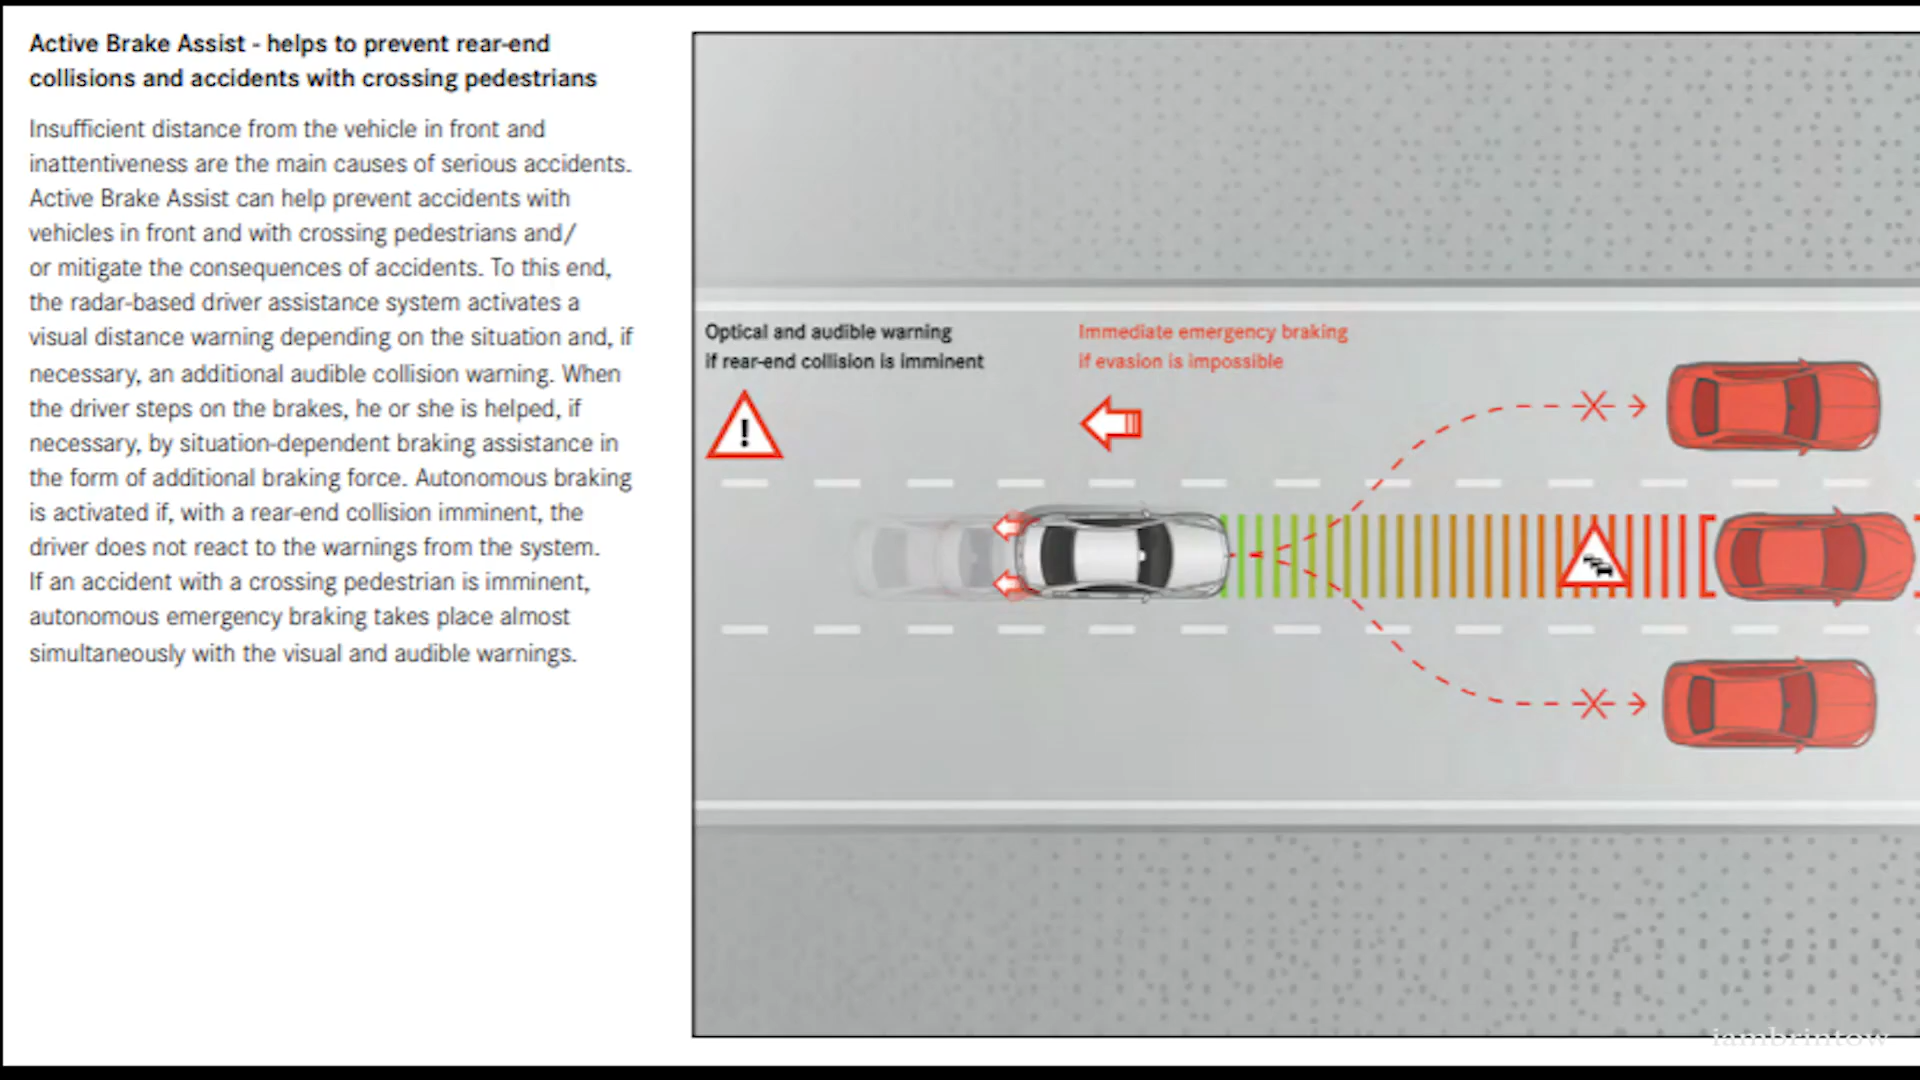 Active Brake Assist - helps to prevent rear-end
collisions and accidents with crossing pedestrians
Insufficient distance from the vehicle in front and
inattentiveness are the main causes of serious accidents.
Active Brake Assist can help prevent accidents with
vehicles in front and with crossing pedestrians and/
or mitigate the consequences of accidents. To this end,
the radar-based driver assistance system activates a
visual distance warning depending on the situation and, if
necessary, an additional audible collision warning. When
the driver steps on the brakes, he or she is helped, if
necessary, by situation-dependent braking assistance in
the form of additional braking force. Autonomous braking
is activated if, with a rear-end collision imminent, the
driver does not react to the warnings from the system.
If an accident with a crossing pedestrian is imminent,
autonomous emergency braking takes place almost
simultaneously with the visual and audible warnings.
Optical and audible warning
if rear-end collision is imminent
!
Immediate emergency braking
if evasion is impossible
iambrintow